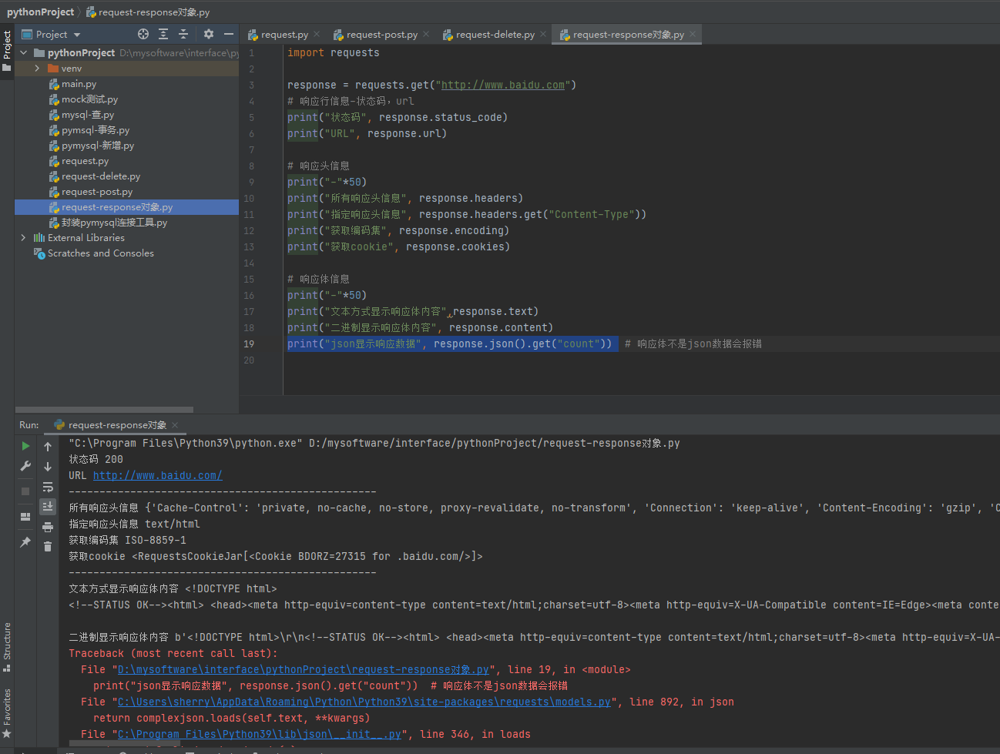 pythonProject request-response对象.py
Project
Project
request.py request-post.py request-delete.py request-response对象.py
pythonProject D:\mysoftware\interface\py
venv
main.py
mock测试.py
mysql-查.py
pymsql-事务.py
pymysql-新增.py
request.py
request-delete.py
request-post.py
request-response对象.py
封装pymysql连接工具.py
External Libraries
Scratches and Consoles
1 import requests
2
3 response = requests.get("http://www.baidu.com")
4 # 响应行信息-状态码，url
5 print("状态码", response.status_code)
6 print("URL", response.url)
7
8 # 响应头信息
9 print("-"*50)
10 print("所有响应头信息", response.headers)
11 print("指定响应头信息", response.headers.get("Content-Type"))
12 print("获取编码集", response.encoding)
13 print("获取cookie", response.cookies)
14
15 # 响应体信息
16 print("-"*50)
17 print("文本方式显示响应体内容",response.text)
18 print("二进制显示响应体内容", response.content)
19 print("json显示响应数据", response.json().get("count")) # 响应体不是json数据会报错
20
Run: request-response对象
"C:\Program Files\Python39\python.exe" D:/mysoftware/interface/pythonProject/request-response对象.py
状态码 200
URL http://www.baidu.com/
--------------------------------------------------
所有响应头信息 {'Cache-Control': 'private, no-cache, no-store, proxy-revalidate, no-transform', 'Connection': 'keep-alive', 'Content-Encoding': 'gzip', 'C
指定响应头信息 text/html
获取编码集 ISO-8859-1
获取cookie <RequestsCookieJar[<Cookie BDORZ=27315 for .baidu.com/>]>
--------------------------------------------------
文本方式显示响应体内容 <!DOCTYPE html>
<!--STATUS OK--><html> <head><meta http-equiv=content-type content=text/html;charset=utf-8><meta http-equiv=X-UA-Compatible content=IE=Edge><meta conte
二进制显示响应体内容 b'<!DOCTYPE html>\r\n<!--STATUS OK--><html> <head><meta http-equiv=content-type content=text/html;charset=utf-8><meta http-equiv=X-UA-
Traceback (most recent call last):
File "D:\mysoftware\interface\pythonProject\request-response对象.py", line 19, in <module>
print("json显示响应数据", response.json().get("count")) # 响应体不是json数据会报错
File "C:\Users\sherry\AppData\Roaming\Python\Python39\site-packages\requests\models.py", line 892, in json
return complexjson.loads(self.text, **kwargs)
File "C:\Program Files\Python39\lib\json\__init__.py", line 346, in loads
Structure
Favorites